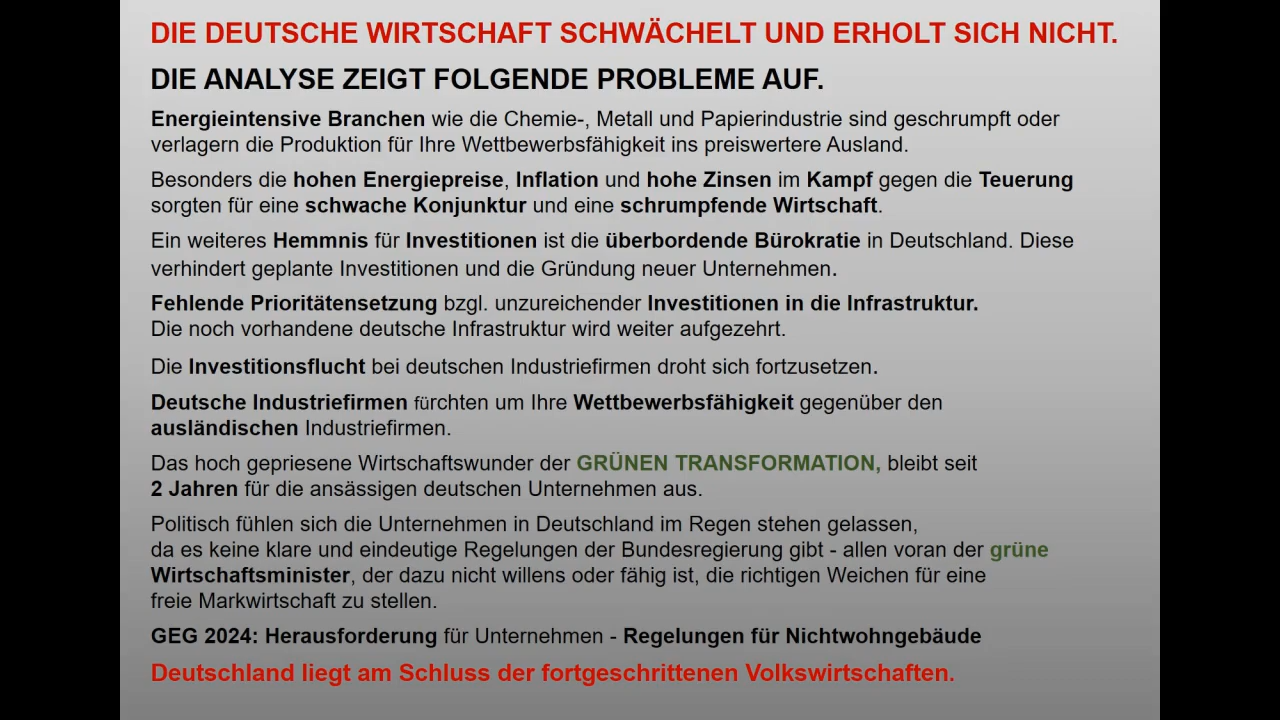 DIE DEUTSCHE WIRTSCHAFT SCHWÄCHELT UND ERHOLT SICH NICHT.
DIE ANALYSE ZEIGT FOLGENDE PROBLEME AUF.
Energieintensive Branchen wie die Chemie-, Metall und Papierindustrie sind geschrumpft oder
verlagern die Produktion für Ihre Wettbewerbsfähigkeit ins preiswertere Ausland.
Besonders die hohen Energiepreise, Inflation und hohe Zinsen im Kampf gegen die Teuerung
sorgten für eine schwache Konjunktur und eine schrumpfende Wirtschaft.
Ein weiteres Hemmnis für Investitionen ist die überbordende Bürokratie in Deutschland. Diese
verhindert geplante Investitionen und die Gründung neuer Unternehmen.
Fehlende Prioritätensetzung bzgl. unzureichender Investitionen in die Infrastruktur.
Die noch vorhandene deutsche Infrastruktur wird weiter aufgezehrt.
Die Investitionsflucht bei deutschen Industriefirmen droht sich fortzusetzen.
Deutsche Industriefirmen fürchten um Ihre Wettbewerbsfähigkeit gegenüber den
ausländischen Industriefirmen.
Das hoch gepriesene Wirtschaftswunder der GRÜNEN TRANSFORMATION, bleibt seit
2 Jahren für die ansässigen deutschen Unternehmen aus.
Politisch fühlen sich die Unternehmen in Deutschland im Regen stehen gelassen,
da es keine klare und eindeutige Regelungen der Bundesregierung gibt - allen voran der grüne
Wirtschaftsminister, der dazu nicht willens oder fähig ist, die richtigen Weichen für eine
freie Markwirtschaft zu stellen.
GEG 2024: Herausforderung für Unternehmen - Regelungen für Nichtwohngebäude
Deutschland liegt am Schluss der fortgeschrittenen Volkswirtschaften.